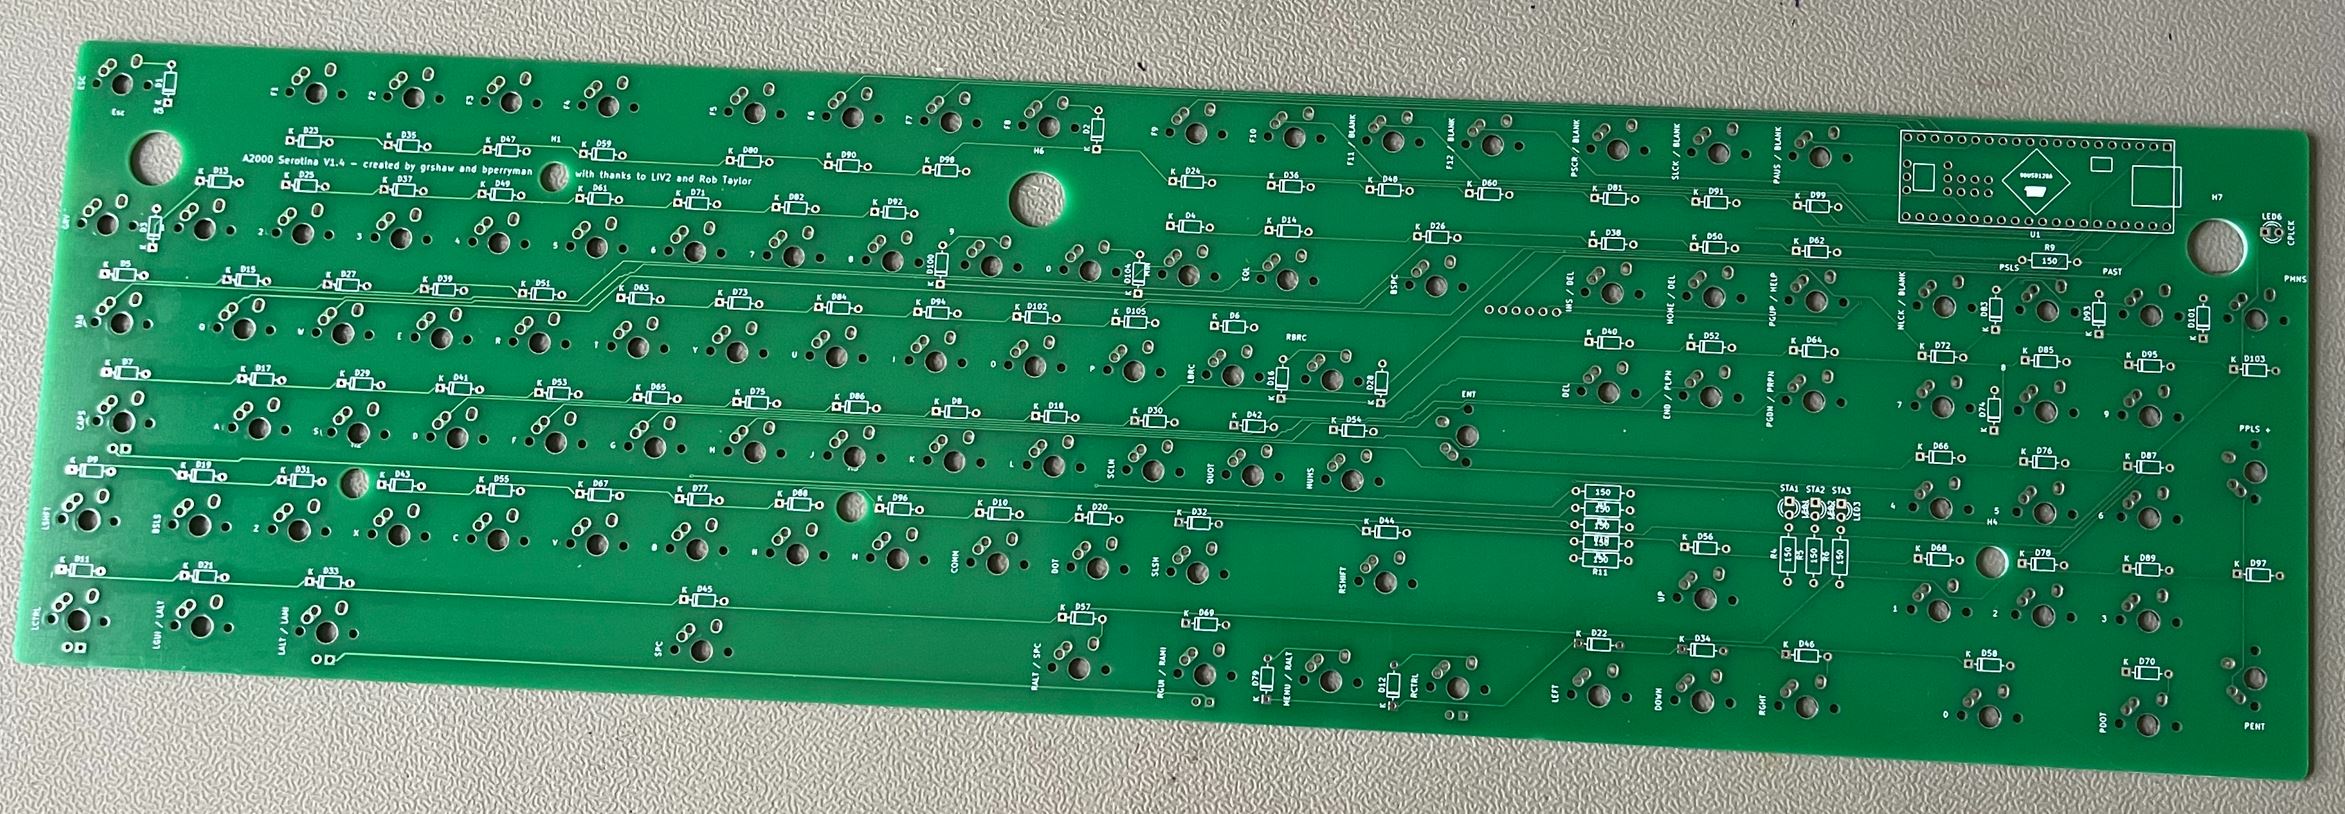 ESC
D1
K
Esc
F1
F2
F3
F4
F5
F6
F7
F8
D2
K
F9
F10
F11 / BLANK
F12 / BLANK
PSCR / BLANK
SLCK / BLANK
PAUS / BLANK
K D23
K D35
K D47
H1
K D59
K D80
K D90
K D98
H6
A2000 Serotina V1.4 – created by grshaw and bperryman
with thanks to LIV2 and Rob Taylor
K D24
K D36
K D48
K D60
K D81
K D91
K D99
90USB1286
U1
H7
LED6
CPLCK
K D13
K D25
K D37
K D49
K D61
K D71
K D82
K D92
K D4
K D14
K D26
K D38
K D50
K D62
R9
150
D3
K
2
3
4
5
6
7
8
D100
K
9
0
D104
K
EQL
BSPC
INS / DEL
HOME / DEL
PGUP / HELP
NLCK / BLANK
PSLS
PAST
PMNS
D83
K
D93
K
D101
K
K D5
K D15
K D27
K D39
K D51
K D63
K D73
K D84
K D94
K D102
K D105
K D6
TAB
Q
W
E
R
T
Y
U
I
O
P
LBRC
RBRC
D16
K
D28
K
K D40
K D52
K D64
K D72
K D85
K D95
K D103
K D7
K D17
K D29
K D41
K D53
K D65
K D75
K D86
K D8
K D18
K D30
K D42
K D54
ENT
DEL
END / PLPN
PGDN / PRPN
7
8
D74
K
9
CAPS
A
S
D
F
G
H
J
K
L
SCLN
QUOT
NUHS
K D66
K D76
K D87
PPLS +
K D9
K D19
K D31
K D43
K D55
K D67
K D77
K D88
K D96
K D10
K D20
K D32
K D44
150
150
150
150
150
R11
STA1 STA2 STA3
LED3
R4
150
R5
150
R6
150
4
5
H4
6
LSHIFT
BSLS
Z
X
C
V
B
N
M
COMM
DOT
SLSH
RSHIFT
K D56
UP
K D68
K D78
K D89
K D97
K D11
K D21
K D33
K D45
K D57
K D69
1
2
3
LCTRL
LGUI / LALT
LALT / LAMI
SPC
RALT / SPC
RGUI / RAMI
D79
K
MENU / RALT
D12
K
RCTRL
K D22
K D34
K D46
K D58
K D70
LEFT
DOWN
RGHT
0
PDOT
PENT